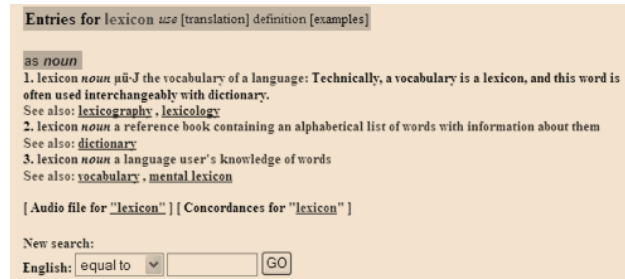 Entries for lexicon use [translation] definition [examples]
as noun
1. lexicon noun μü-J the vocabulary of a language: Technically, a vocabulary is a lexicon, and this word is
often used interchangeably with dictionary.
See also: lexicography , lexicology
2. lexicon noun a reference book containing an alphabetical list of words with information about them
See also: dictionary
3. lexicon noun a language user's knowledge of words
See also: vocabulary , mental lexicon
[ Audio file for "lexicon" ] [ Concordances for "lexicon" ]
New search:
English: equal to GO